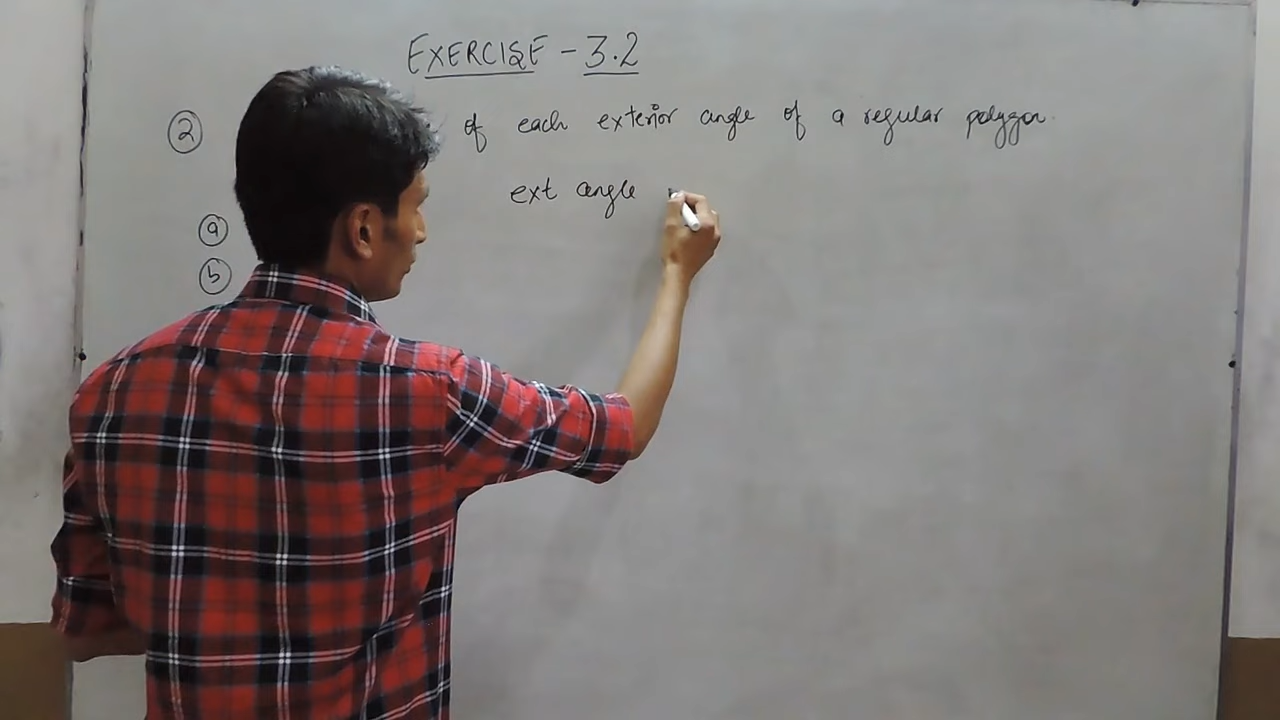 EXERCISE - 3.2
2 of each exterior angle of a regular polygon.
ext angle
a
b